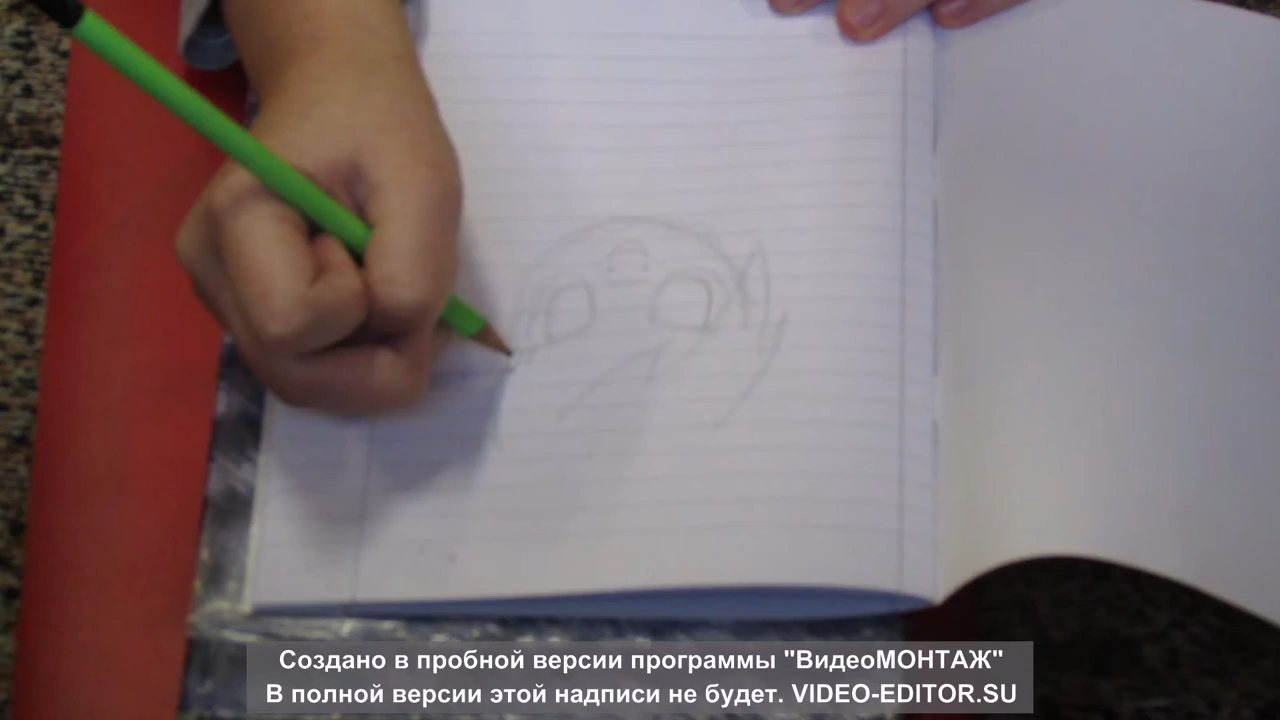 Создано в пробной версии программы "ВидеоМОНТАЖ"
В полной версии этой надписи не будет. VIDEO-EDITOR.SU